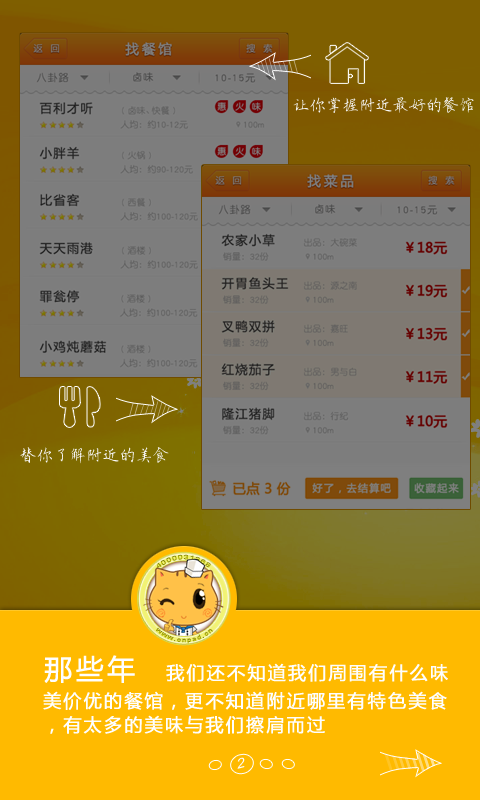 返 回
找餐馆
搜 索
八卦路
卤味
10-15元
让你掌握附近最好的餐馆
百利才听
（卤味、快餐）
惠 火 味
人均：约10-12元
￥100m
小胖羊
（火锅）
惠 火 味
人均：约90-120元
比省客
（西餐）
人均：约100-120元
天天雨港
（酒楼）
人均：约100-120元
罪瓮停
（酒楼）
人均：约100-120元
小鸡炖蘑菇
（酒楼）
人均：约100-120元
返 回
找菜品
搜 索
八卦路
卤味
10-15元
农家小草
出品：大碗菜
￥18元
销量：32份
￥100m
开胃鱼头王
出品：派之南
￥19元
销量：32份
￥100m
叉鸭双拼
出品：蘑旺
￥13元
销量：32份
￥100m
红烧茄子
出品：男与白
￥11元
销量：32份
￥100m
隆江猪脚
出品：行纪
￥10元
销量：32份
￥100m
已点 3 份
好了，去结算吧
收藏起来
替你了解附近的美食
那些年 我们还不知道我们周围有什么味
美价优的餐馆，更不知道附近哪里有特色美食
，有太多的美味与我们擦肩而过
2